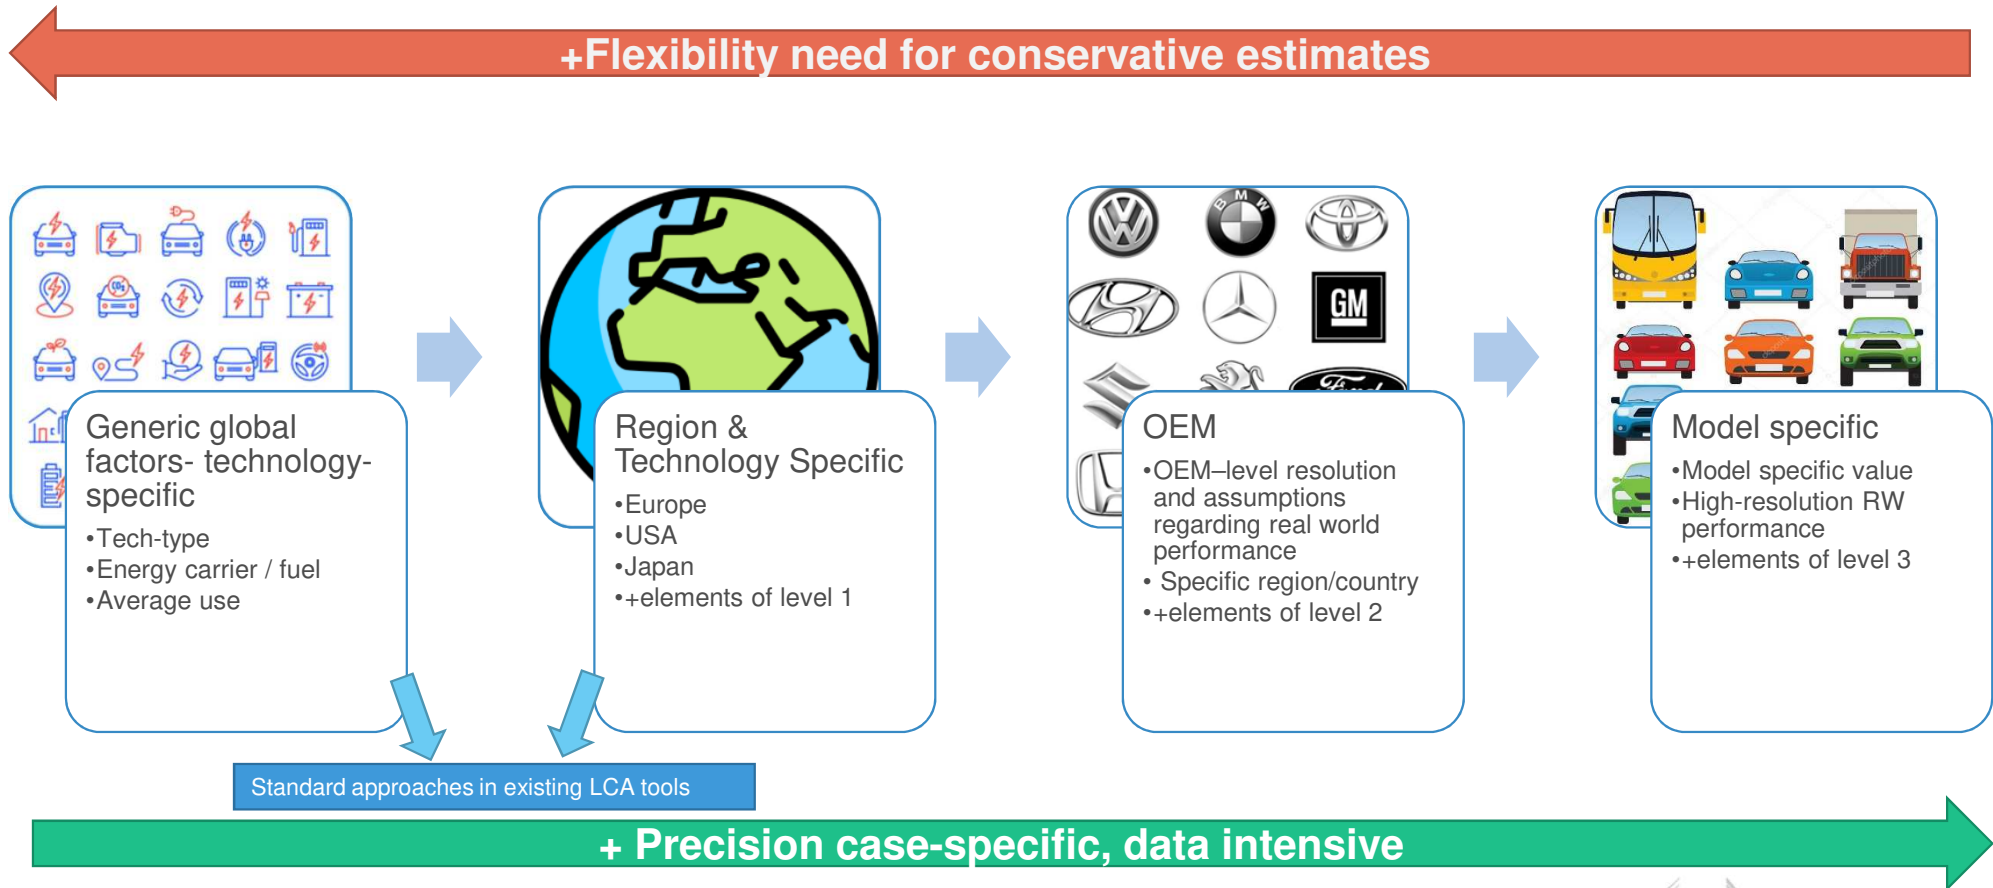 +Flexibility need for conservative estimates
CO₂
B M W
GM
Ford
Generic global
factors- technology-
specific
•Tech-type
•Energy carrier / fuel
•Average use
Region &
Technology Specific
•Europe
•USA
•Japan
•+elements of level 1
OEM
•OEM–level resolution
and assumptions
regarding real world
performance
• Specific region/country
•+elements of level 2
Model specific
•Model specific value
•High-resolution RW
performance
•+elements of level 3
Standard approaches in existing LCA tools
+ Precision case-specific, data intensive